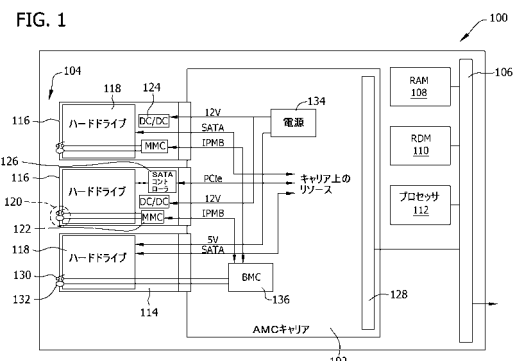 FIG. 1
100
104
118
124
134
106
116
ハードドライブ
DC/DC
MMC
12V
SATA
IPMB
電源
RAM
108
126
116
ハードドライブ
SATA
コント
ローラ
DC/DC
MMC
PCIe
12V
IPMB
キャリア上の
リソース
RDM
110
120
122
プロセッサ
112
118
ハードドライブ
5V
SATA
130
132
114
BMC
136
128
AMCキャリア
102